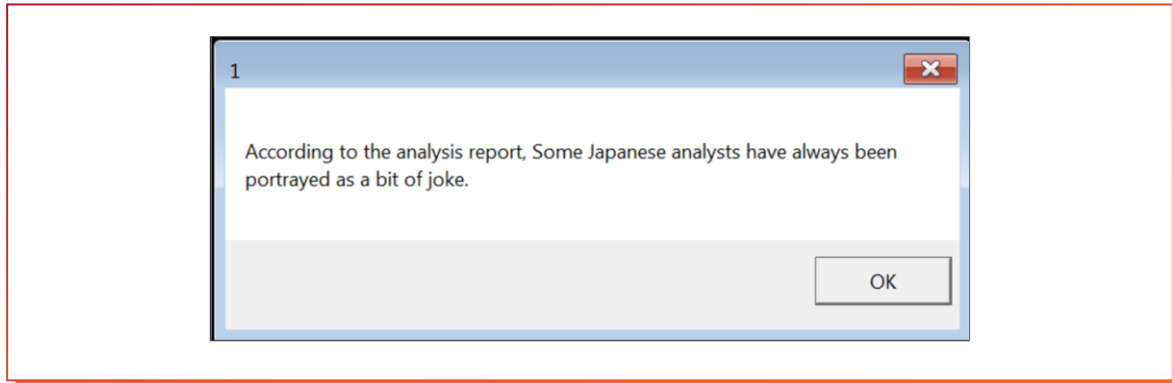 1
According to the analysis report, Some Japanese analysts have always been
portrayed as a bit of joke.
OK